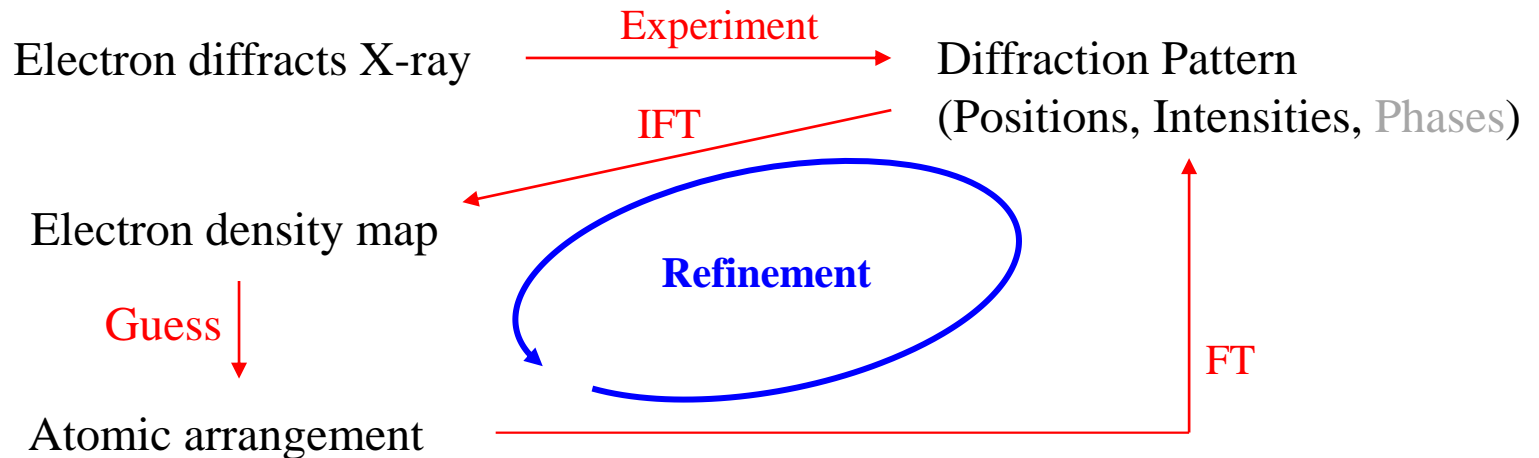 Experiment
Electron diffracts X-ray
Diffraction Pattern
(Positions, Intensities, Phases)
IFT
Electron density map
Refinement
Guess
FT
Atomic arrangement